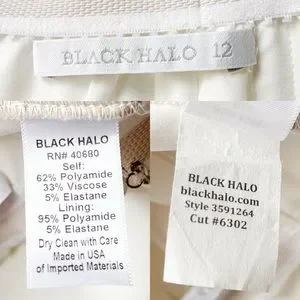 BLACK HALO 12
BLACK HALO
RN# 40680
Self:
62% Polyamide
33% Viscose
5% Elastane
Lining:
95% Polyamide
5% Elastane
Dry Clean with Care
Made in USA
of Imported Materials
BLACK HALO
blackhalo.com
Style 3591264
Cut #6302